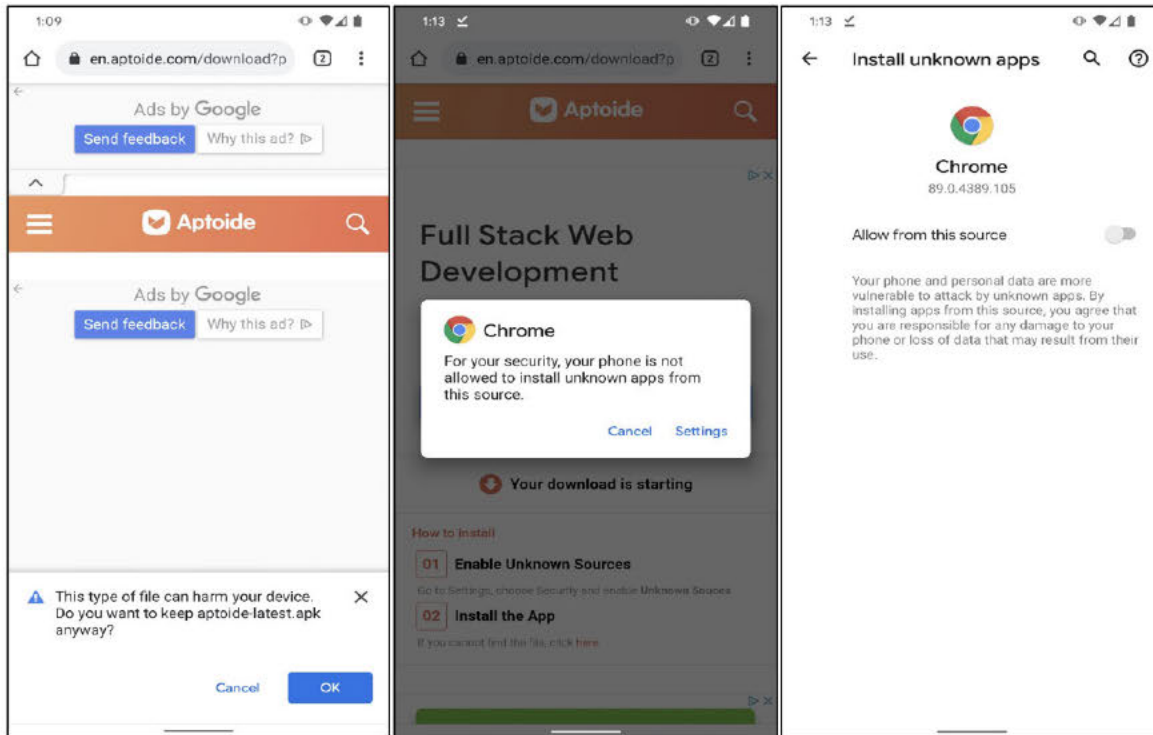 1:09
en.aptoide.com/download?p
2
Ads by Google
Send feedback
Why this ad?
Aptoide
Ads by Google
Send feedback
Why this ad?
This type of file can harm your device.
Do you want to keep aptoide-latest.apk
anyway?
Cancel
OK
1:13
en.aptoide.com/download?p
2
Aptoide
Full Stack Web
Development
Chrome
For your security, your phone is not
allowed to install unknown apps from
this source.
Cancel
Settings
Your download is starting
How to Install
01
Enable Unknown Sources
Go to Settings, choose Security and enable Unknown Souces
02
Install the App
If you cannot find the file, click here
1:13
Install unknown apps
Chrome
89.0.4389.105
Allow from this source
Your phone and personal data are more
vulnerable to attack by unknown apps. By
installing apps from this source, you agree that
you are responsible for any damage to your
phone or loss of data that may result from their
use.